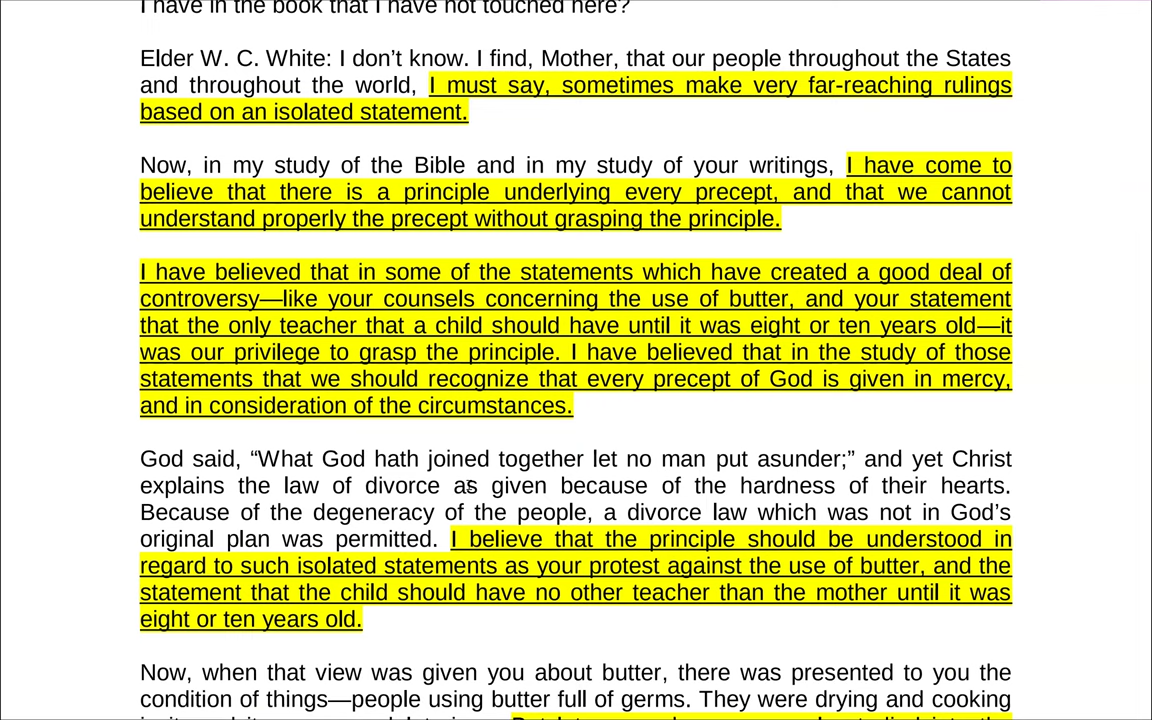 I have in the book that I have not touched here?
Elder W. C. White: I don’t know. I find, Mother, that our people throughout the States
and throughout the world, I must say, sometimes make very far-reaching rulings
based on an isolated statement.
Now, in my study of the Bible and in my study of your writings, I have come to
believe that there is a principle underlying every precept, and that we cannot
understand properly the precept without grasping the principle.
I have believed that in some of the statements which have created a good deal of
controversy—like your counsels concerning the use of butter, and your statement
that the only teacher that a child should have until it was eight or ten years old—it
was our privilege to grasp the principle. I have believed that in the study of those
statements that we should recognize that every precept of God is given in mercy,
and in consideration of the circumstances.
God said, “What God hath joined together let no man put asunder;” and yet Christ
explains the law of divorce as given because of the hardness of their hearts.
Because of the degeneracy of the people, a divorce law which was not in God’s
original plan was permitted. I believe that the principle should be understood in
regard to such isolated statements as your protest against the use of butter, and the
statement that the child should have no other teacher than the mother until it was
eight or ten years old.
Now, when that view was given you about butter, there was presented to you the
condition of things—people using butter full of germs. They were drying and cooking